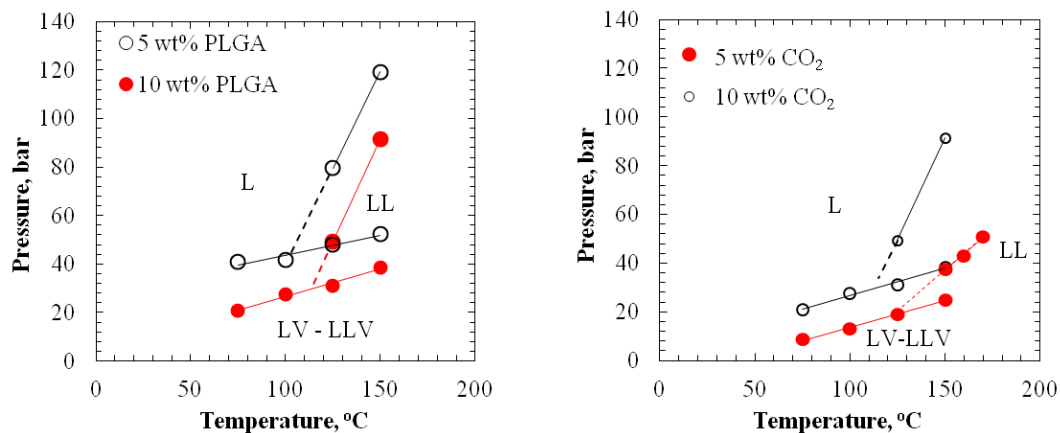 140
120
100
80
60
40
20
0
Pressure, bar
5 wt% PLGA
10 wt% PLGA
L
LL
LV - LLV
0
50
100
150
200
Temperature, °C
140
120
100
80
60
40
20
0
Pressure, bar
5 wt% CO₂
10 wt% CO₂
L
LL
LV-LLV
0
50
100
150
200
Temperature, °C